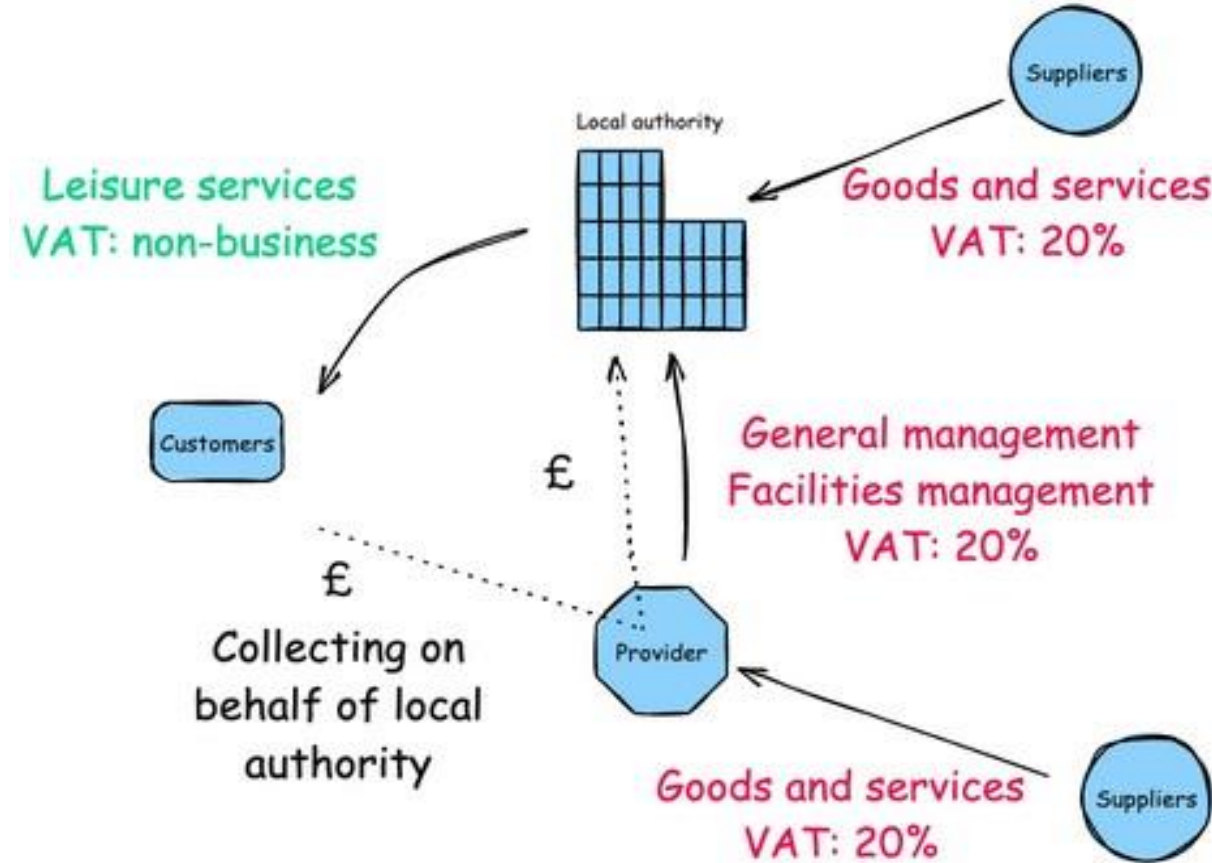 Suppliers
Local authority
Leisure services
VAT: non-business
Goods and services
VAT: 20%
Customers
£
General management
Facilities management
VAT: 20%
£
Collecting on
behalf of local
authority
Provider
Goods and services
VAT: 20%
Suppliers